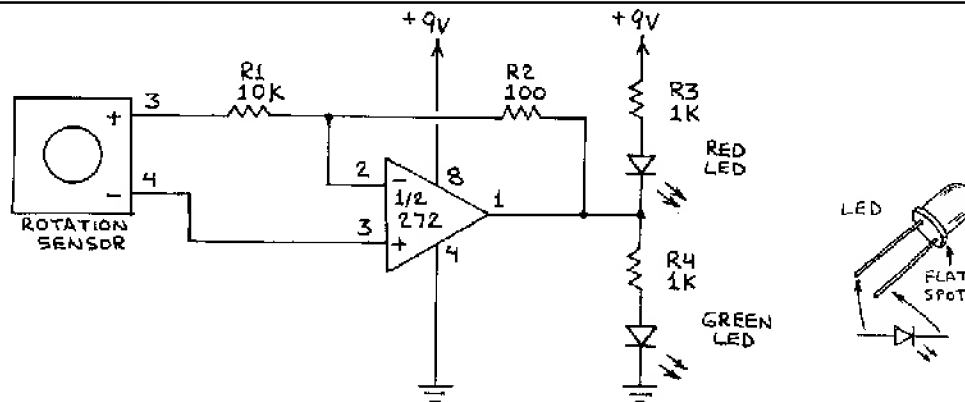 +9V
+9V
R1
10K
R2
100
R3
1K
3
4
+
-
ROTATION
SENSOR
2
-
1/2
272
3
+
8
4
1
RED
LED
R4
1K
GREEN
LED
LED
FLAT
SPOT